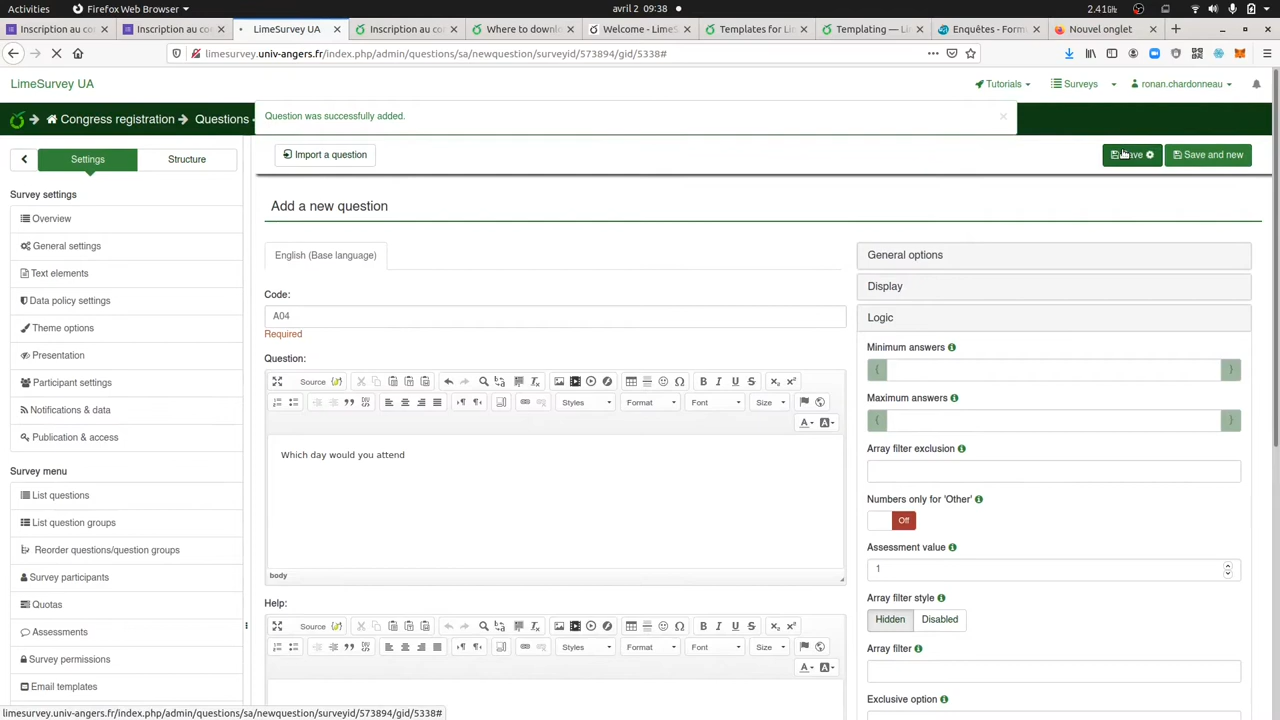 Activities Firefox Web Browser avril 2 09:38 2.41G
Inscription au co Inscription au co LimeSurvey UA Inscription au co Where to downl Welcome - LimeS Templates for Li Templating — Li Enquêtes - Form Nouvel onglet
limesurvey.univ-angers.fr/index.php/admin/questions/sa/newquestion/surveyid/573894/gid/5338#
LimeSurvey UA Tutorials Surveys ronan.chardonneau
Congress registration Questions
Question was successfully added.
Settings Structure Import a question Save Save and new
Survey settings
Add a new question
Overview
General settings
Text elements
Data policy settings
Theme options
Presentation
Participant settings
Notifications & data
Publication & access
Survey menu
List questions
List question groups
Reorder questions/question groups
Survey participants
Quotas
Assessments
Survey permissions
Email templates
English (Base language)
Code:
A04
Required
Question:
Source
Styles Format Font Size
Which day would you attend
body
Help:
Source
Styles Format Font Size
General options
Display
Logic
Minimum answers
{ }
Maximum answers
{ }
Array filter exclusion
Numbers only for 'Other'
Off
Assessment value
1
Array filter style
Hidden Disabled
Array filter
Exclusive option
limesurvey.univ-angers.fr/index.php/admin/questions/sa/newquestion/surveyid/573894/gid/5338#